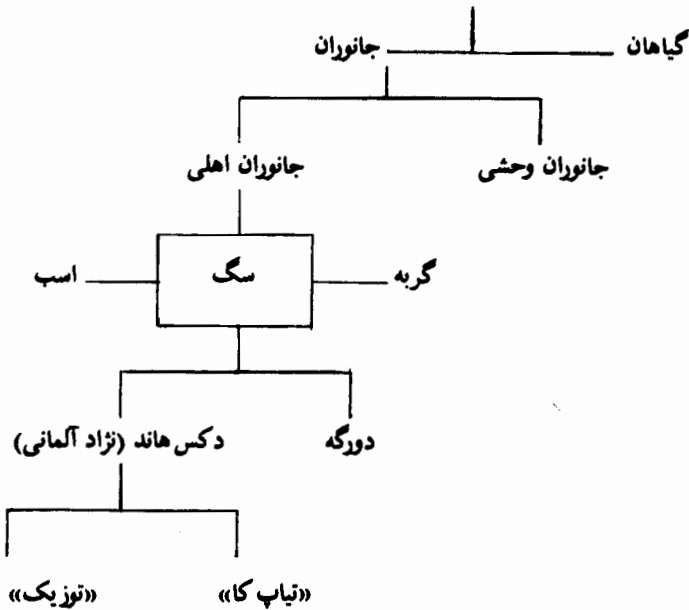 گیاهان جانوران
جانوران وحشی جانوران اهلی
گربه سگ اسب
دورگه دکس هاند (نژاد آلمانی)
«تیاپ کا» «توزیک»